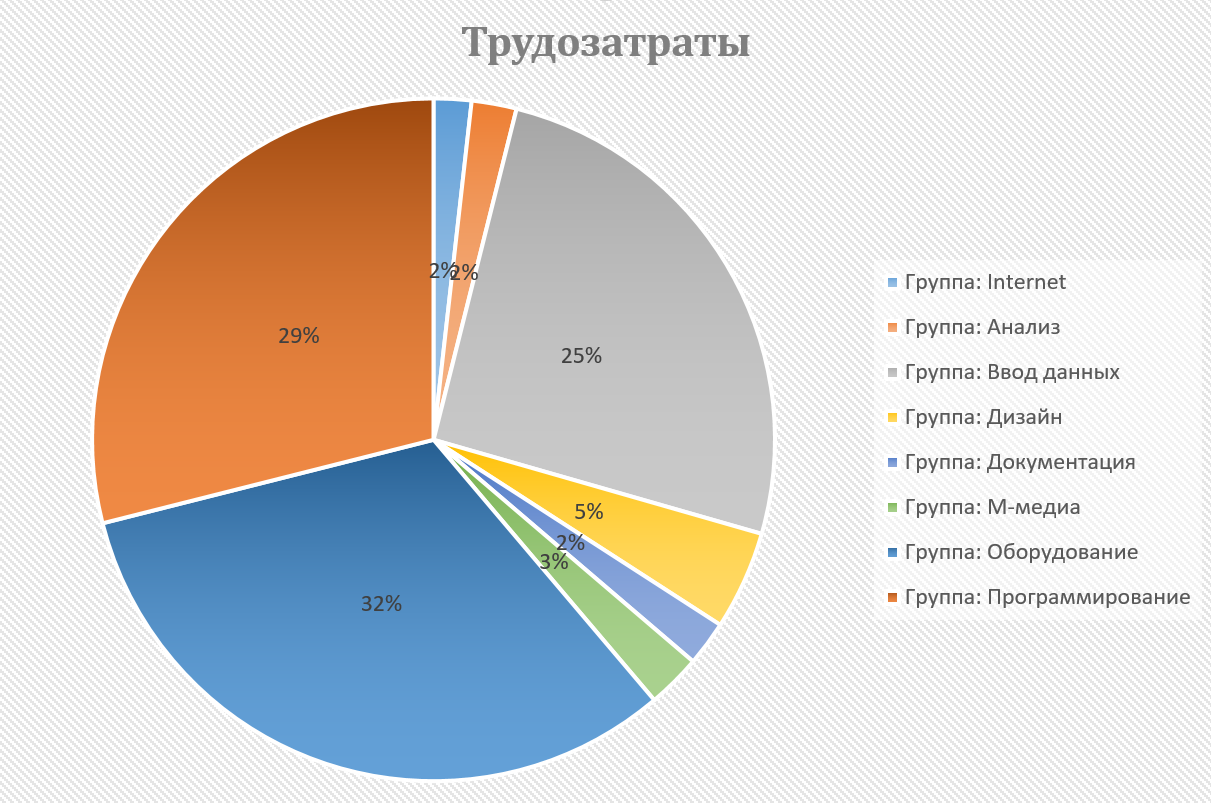 Трудозатраты
2%
2%
25%
29%
5%
2%
3%
32%
Группа: Internet
Группа: Анализ
Группа: Ввод данных
Группа: Дизайн
Группа: Документация
Группа: М-медиа
Группа: Оборудование
Группа: Программирование